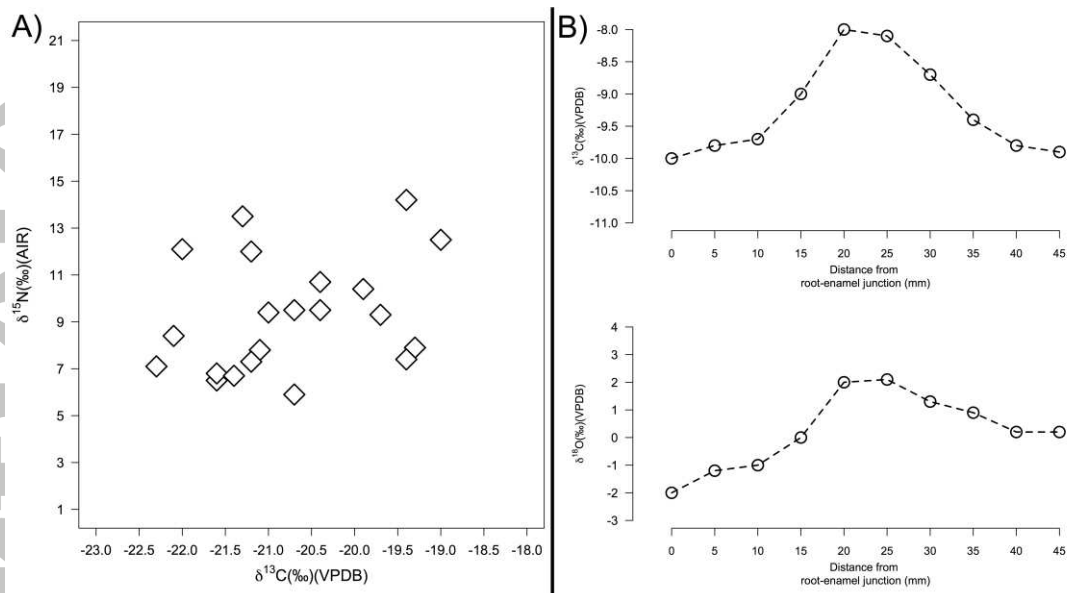 A)
21
19
17
15
13
11
9
7
5
3
1
δ¹⁵N(‰)(AIR)
-23.0 -22.5 -22.0 -21.5 -21.0 -20.5 -20.0 -19.5 -19.0 -18.5 -18.0
δ¹³C(‰)(VPDB)
B)
-8.0
-8.5
-9.0
-9.5
-10.0
-10.5
-11.0
δ¹³C(‰)(VPDB)
0 5 10 15 20 25 30 35 40 45
Distance from
root-enamel junction (mm)
4
3
2
1
0
-1
-2
-3
δ¹⁸O(‰)(VPDB)
0 5 10 15 20 25 30 35 40 45
Distance from
root-enamel junction (mm)